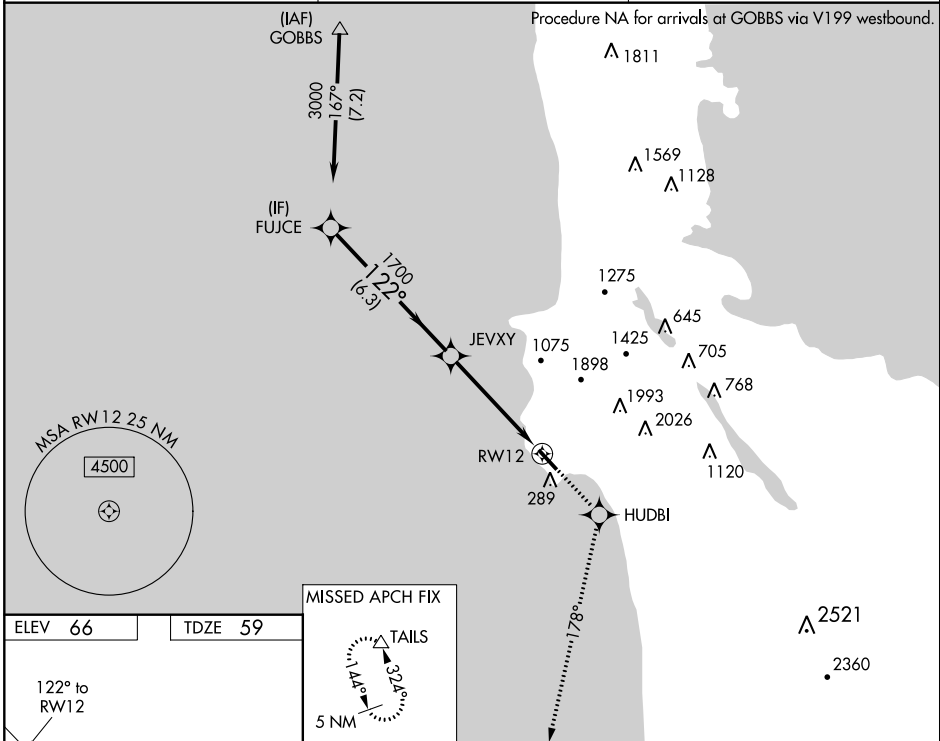 Procedure NA for arrivals at GOBBS via V199 westbound.
(IAF)
GOBBS
3000
167°
(7.2)
1811
1569
1128
(IF)
FUJCE
1700
122°
(6.3)
1275
645
JEVXY
1075
1425
705
1898
768
1993
2026
MSA RW12 25 NM
4500
RW12
1120
289
HUDBI
178°
MISSED APCH FIX
TAILS
144°
324°
5 NM
2521
2360
ELEV 66
TDZE 59
122° to
RW12